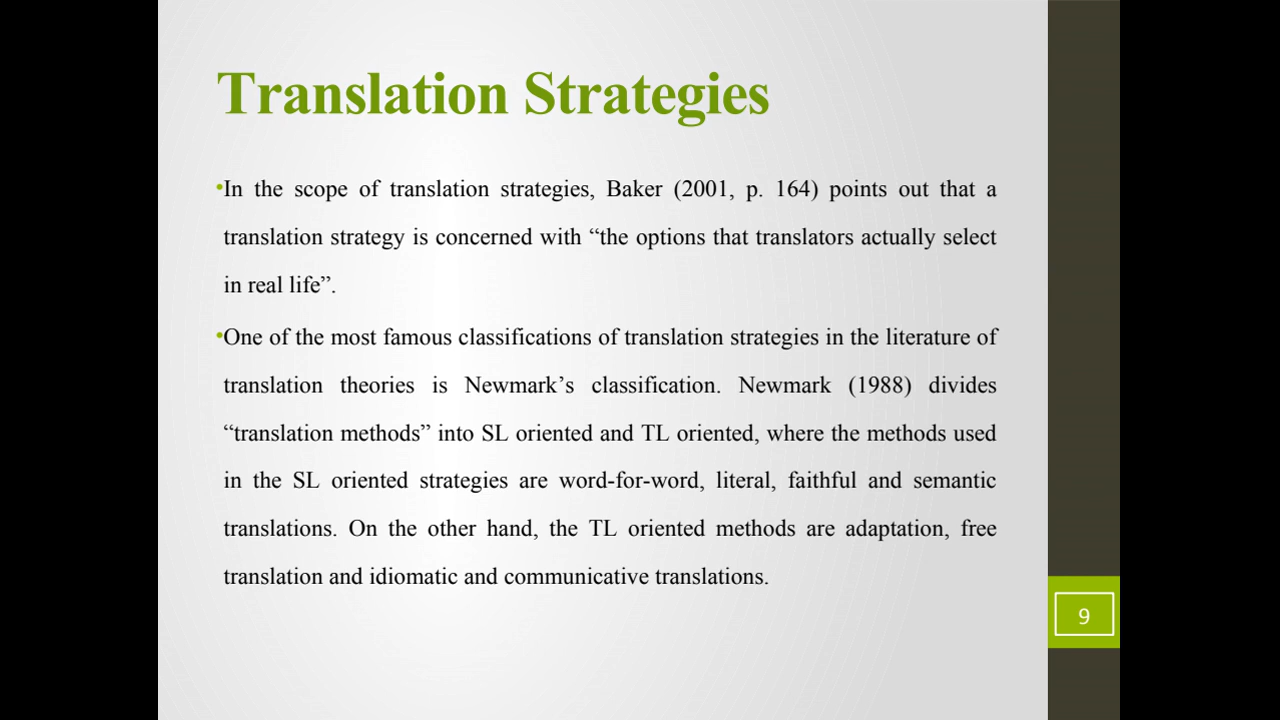 Translation Strategies
•In the scope of translation strategies, Baker (2001, p. 164) points out that a
translation strategy is concerned with “the options that translators actually select
in real life”.
•One of the most famous classifications of translation strategies in the literature of
translation theories is Newmark’s classification. Newmark (1988) divides
“translation methods” into SL oriented and TL oriented, where the methods used
in the SL oriented strategies are word-for-word, literal, faithful and semantic
translations. On the other hand, the TL oriented methods are adaptation, free
translation and idiomatic and communicative translations.
9